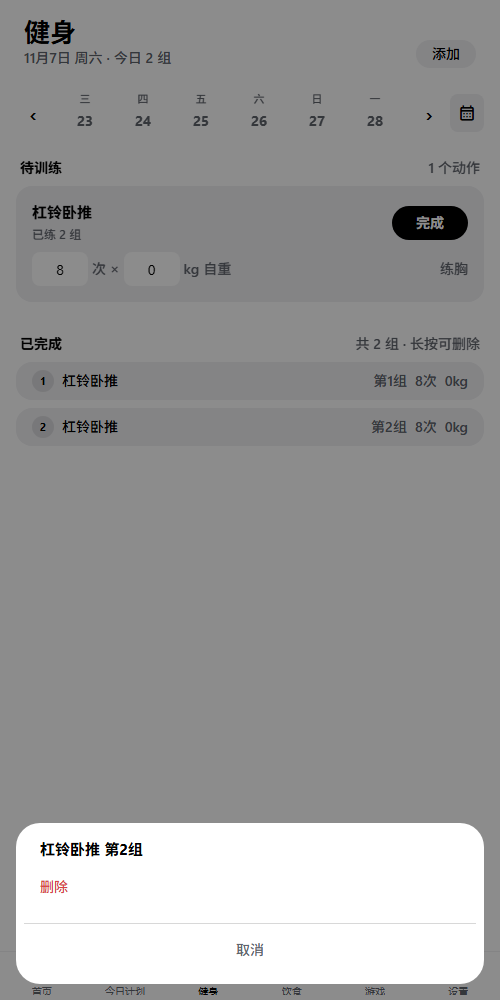 健身
11月7日 周六 · 今日 2 组
添加
三 四 五 六 日 一
‹ 23 24 25 26 27 28 ›
待训练 1 个动作
杠铃卧推
已练 2 组
完成
8 次 × 0 kg 自重 练胸
已完成 共 2 组 · 长按可删除
1 杠铃卧推 第1组 8次 0kg
2 杠铃卧推 第2组 8次 0kg
杠铃卧推 第2组
删除
取消
首页 今日计划 健身 饮食 游戏 设置